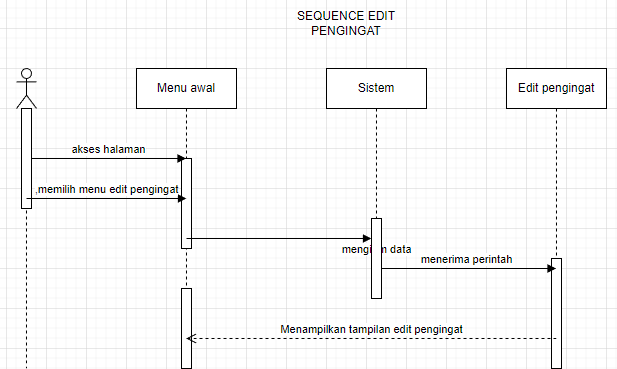 SEQUENCE EDIT
PENGINGAT
Menu awal
Sistem
Edit pengingat
akses halaman
,memilih menu edit pengingat
data
menerima perintah
Menampilkan tampilan edit pengingat